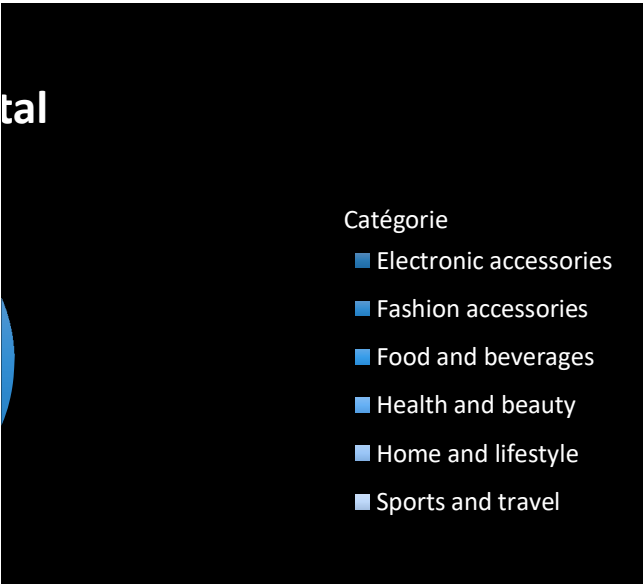 tal
Catégorie
Electronic accessories
Fashion accessories
Food and beverages
Health and beauty
Home and lifestyle
Sports and travel